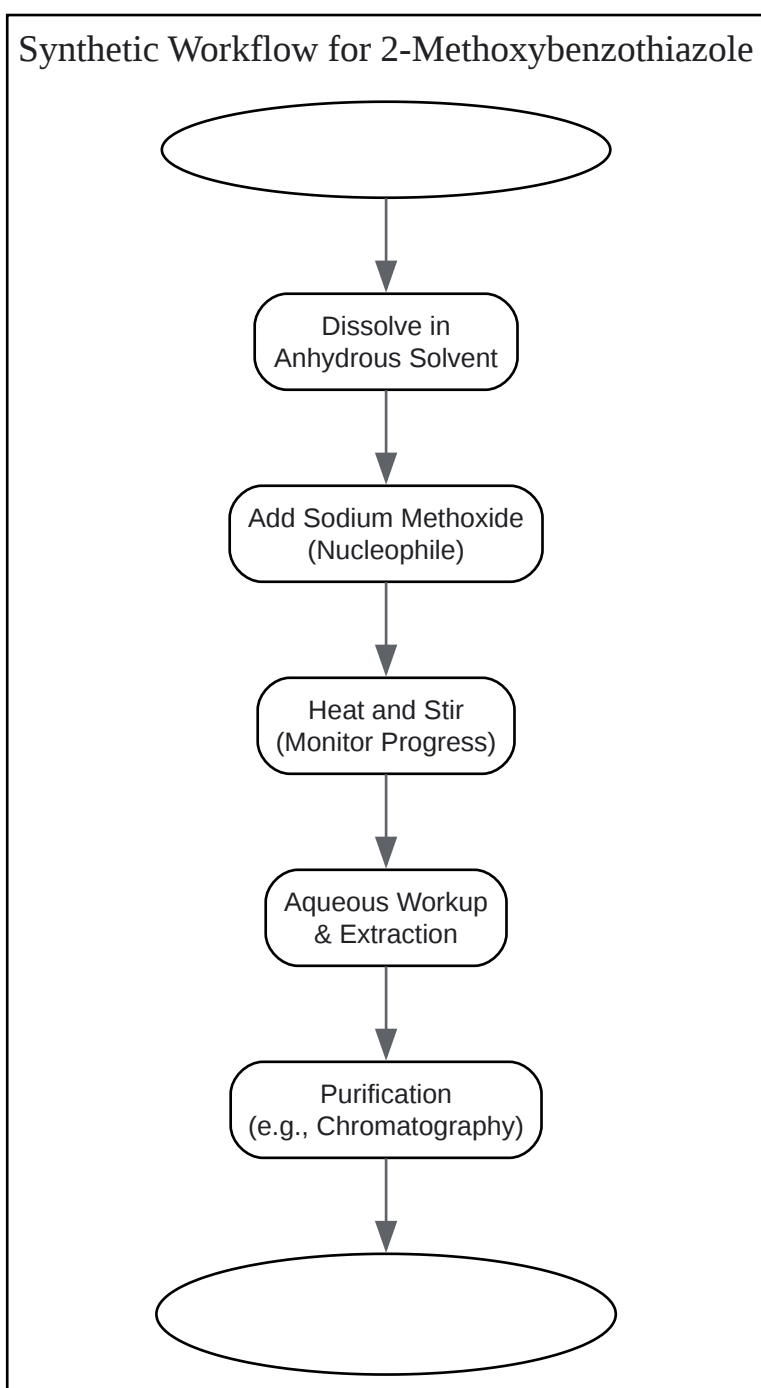 Synthetic Workflow for 2-Methoxybenzothiazole
Dissolve in
Anhydrous Solvent
Add Sodium Methoxide
(Nucleophile)
Heat and Stir
(Monitor Progress)
Aqueous Workup
& Extraction
Purification
(e.g., Chromatography)